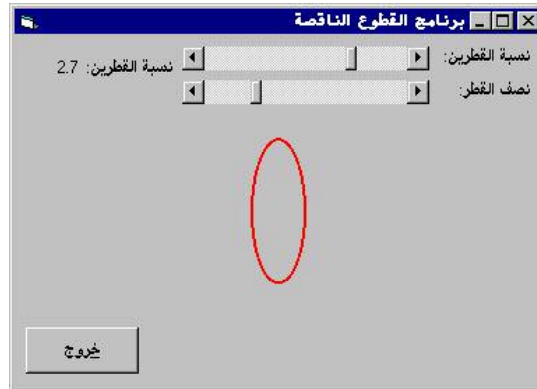 برنامج القطوع الناقصة
نسبة القطرين:
نسبة القطرين: 2.7
نصف القطر:
خروج